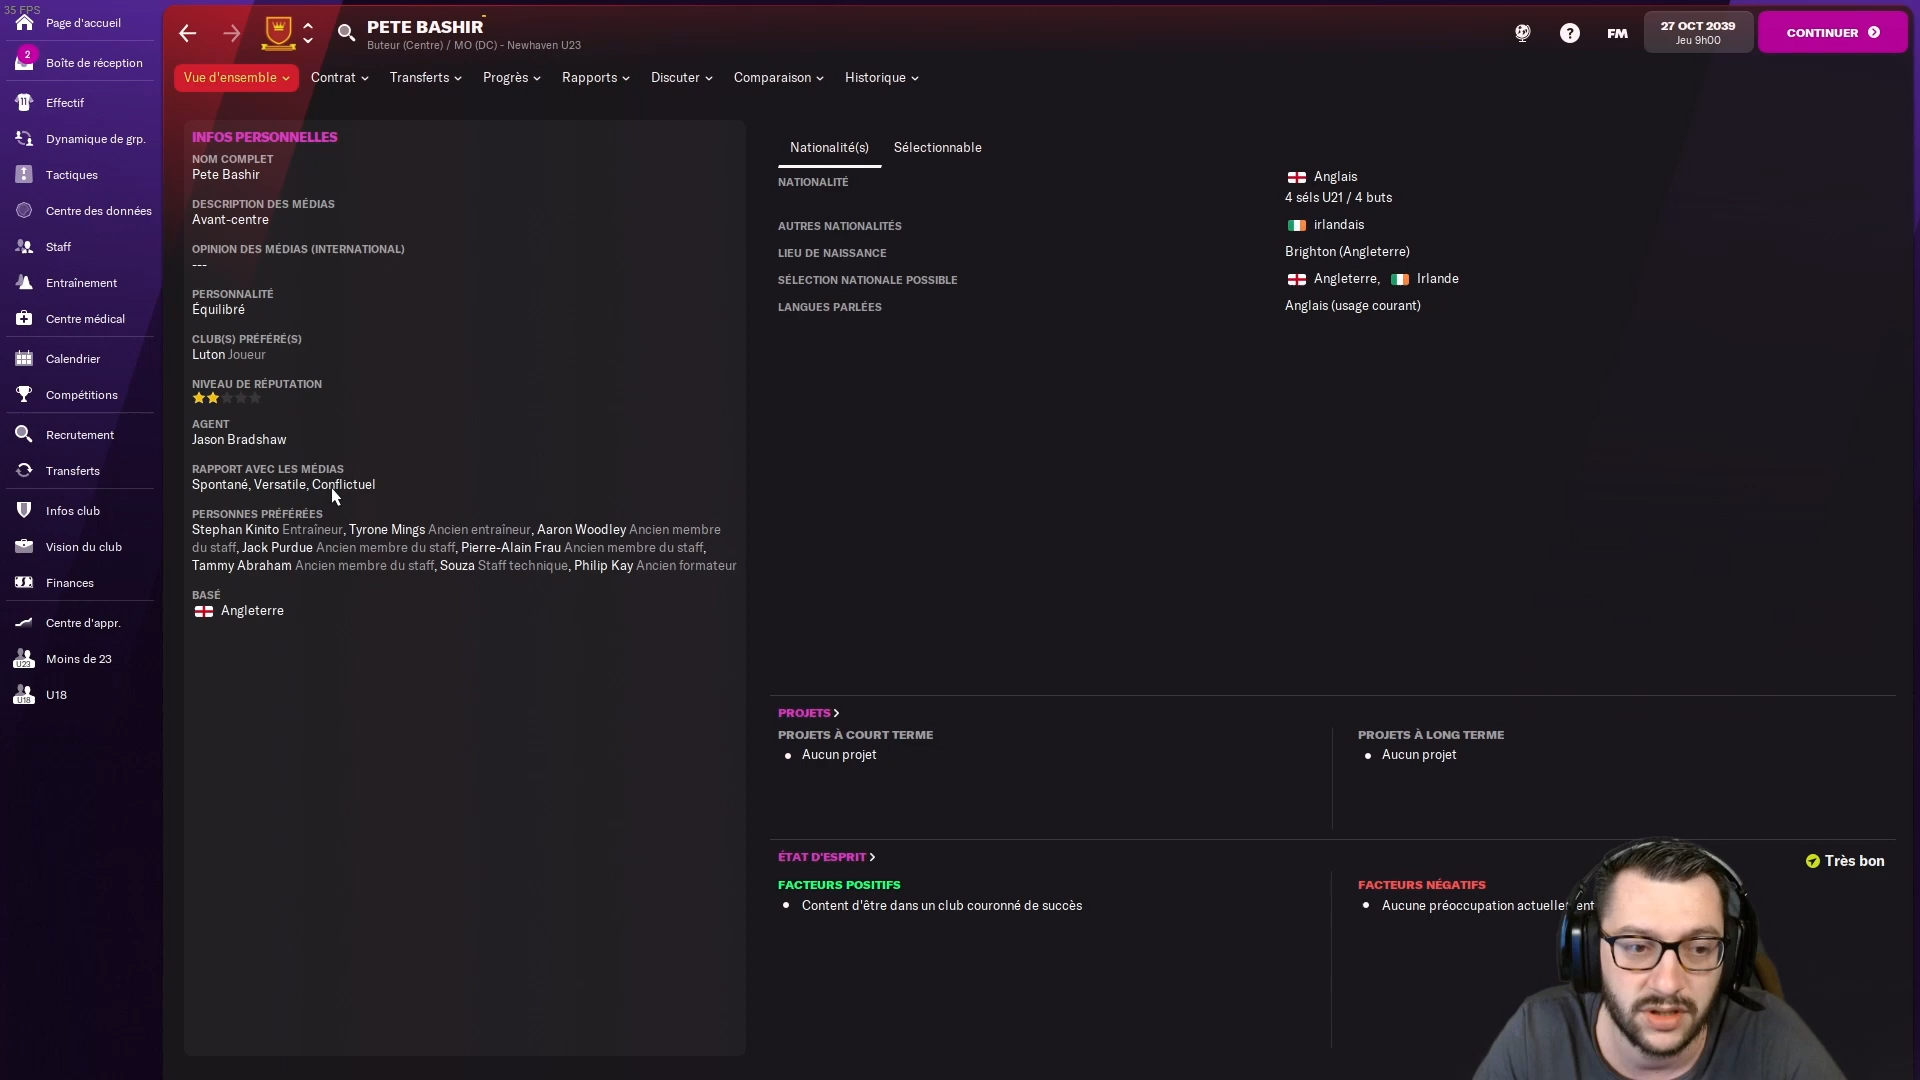 35 FPS
Page d'accueil
2
Boîte de réception
Effectif
Dynamique de grp.
Tactiques
Centre des données
Staff
Entraînement
Centre médical
Calendrier
Compétitions
Recrutement
Transferts
Infos club
Vision du club
Finances
Centre d'appr.
U23
Moins de 23
U18
U18
PETE BASHIR
Buteur (Centre) / MO (DC) - Newhaven U23
?
FM
27 OCT 2039
Jeu 9h00
CONTINUER
Vue d'ensemble
Contrat
Transferts
Progrès
Rapports
Discuter
Comparaison
Historique
INFOS PERSONNELLES
NOM COMPLET
Pete Bashir
DESCRIPTION DES MÉDIAS
Avant-centre
OPINION DES MÉDIAS (INTERNATIONAL)
---
PERSONNALITÉ
Équilibré
CLUB(S) PRÉFÉRÉ(S)
Luton Joueur
NIVEAU DE RÉPUTATION
AGENT
Jason Bradshaw
RAPPORT AVEC LES MÉDIAS
Spontané, Versatile, Conflictuel
PERSONNES PRÉFÉRÉES
Stephan Kinito Entraîneur, Tyrone Mings Ancien entraîneur, Aaron Woodley Ancien membre
du staff, Jack Purdue Ancien membre du staff, Pierre-Alain Frau Ancien membre du staff,
Tammy Abraham Ancien membre du staff, Souza Staff technique, Philip Kay Ancien formateur
BASÉ
Angleterre
Nationalité(s)
Sélectionnable
NATIONALITÉ
Anglais
4 séls U21 / 4 buts
AUTRES NATIONALITÉS
irlandais
LIEU DE NAISSANCE
Brighton (Angleterre)
SÉLECTION NATIONALE POSSIBLE
Angleterre, Irlande
LANGUES PARLÉES
Anglais (usage courant)
PROJETS
PROJETS À COURT TERME
Aucun projet
PROJETS À LONG TERME
Aucun projet
ÉTAT D'ESPRIT
Très bon
FACTEURS POSITIFS
Content d'être dans un club couronné de succès
FACTEURS NÉGATIFS
Aucune préoccupation